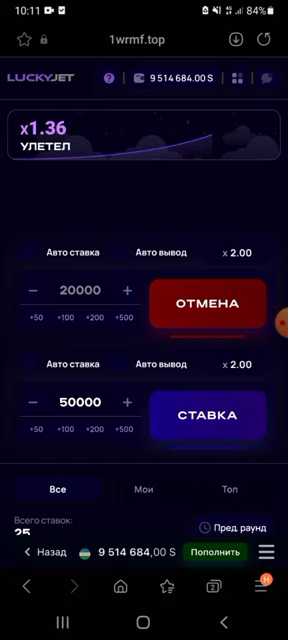 10:11 84%
1wrmf.top
LUCKYJET 9 514 684.00 S
x1.36
УЛЕТЕЛ
Авто ставка Авто вывод x 2.00
− 20000 + ОТМЕНА
+50 +100 +200 +500
Авто ставка Авто вывод x 2.00
− 50000 + СТАВКА
+50 +100 +200 +500
Все Мои Топ
Всего ставок: Пред. раунд
25
Назад 9 514 684,00 S Пополнить
2 H